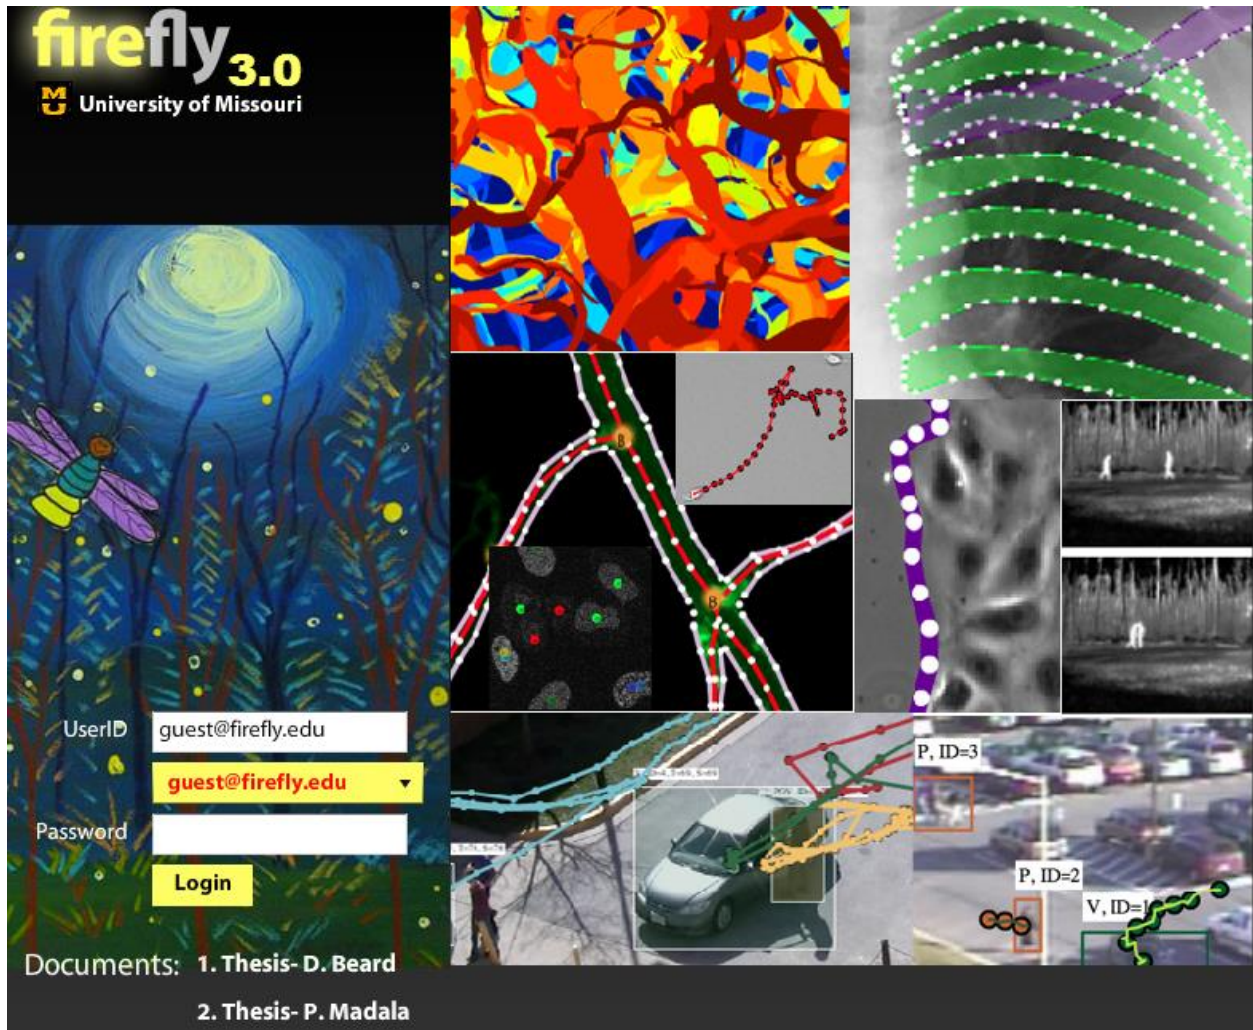 firefly 3.0
University of Missouri
UserID guest@firefly.edu
guest@firefly.edu
Password
Login
Documents: 1. Thesis- D. Beard
2. Thesis- P. Madala
B
B
P, ID=3
P, ID=2
V, ID=1